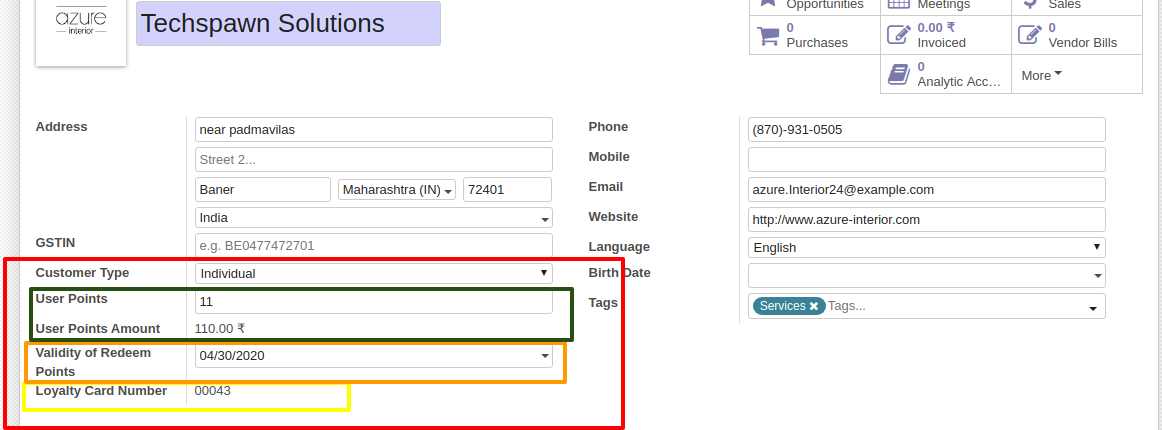 azure
interior
Techspawn Solutions
Opportunities
Meetings
Sales
0
Purchases
0.00 ₹
Invoiced
0
Vendor Bills
0
Analytic Acc...
More
Address
near padmavilas
Street 2...
Baner
Maharashtra (IN)
72401
India
GSTIN
e.g. BE0477472701
Customer Type
Individual
User Points
11
User Points Amount
110.00 ₹
Validity of Redeem
Points
04/30/2020
Loyalty Card Number
00043
Phone
(870)-931-0505
Mobile
Email
azure.Interior24@example.com
Website
http://www.azure-interior.com
Language
English
Birth Date
Tags
Services ✖
Tags...